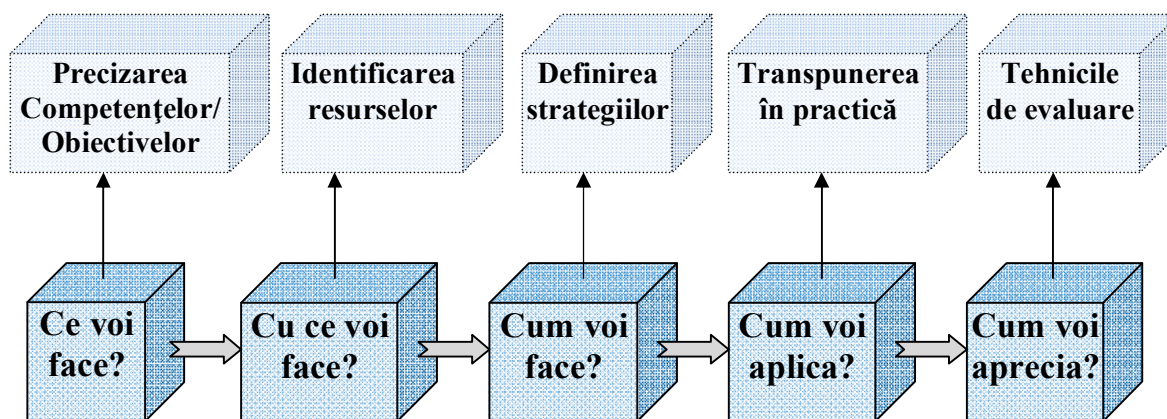 Precizarea
Competenţelor/
Obiectivelor
Identificarea
resurselor
Definirea
strategiilor
Transpunerea
în practică
Tehnicile
de evaluare
Ce voi
face?
Cu ce voi
face?
Cum voi
face?
Cum voi
aplica?
Cum voi
aprecia?